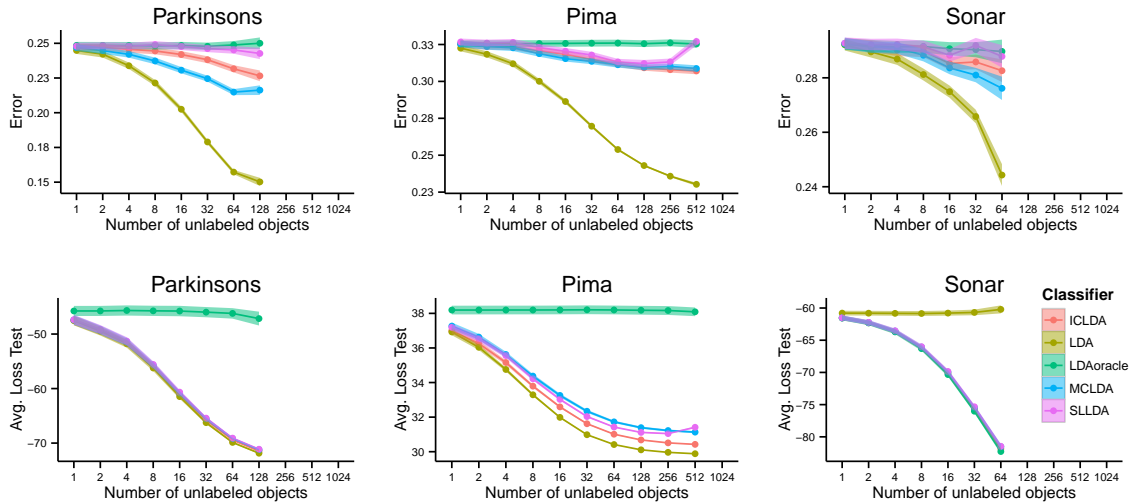 Parkinsons
0.25
0.23
0.20
0.18
0.15
Error
1 2 4 8 16 32 64 128 256 512 1024
Number of unlabeled objects
Pima
0.33
0.30
0.28
0.25
0.23
Error
1 2 4 8 16 32 64 128 256 512 1024
Number of unlabeled objects
Sonar
0.28
0.26
0.24
Error
1 2 4 8 16 32 64 128 256 512 1024
Number of unlabeled objects
Parkinsons
−50
−60
−70
Avg. Loss Test
1 2 4 8 16 32 64 128 256 512 1024
Number of unlabeled objects
Pima
38
36
34
32
30
Avg. Loss Test
1 2 4 8 16 32 64 128 256 512 1024
Number of unlabeled objects
Sonar
−60
−65
−70
−75
−80
Avg. Loss Test
1 2 4 8 16 32 64 128 256 512 1024
Number of unlabeled objects
Classifier
ICLDA
LDA
LDAoracle
MCLDA
SLLDA